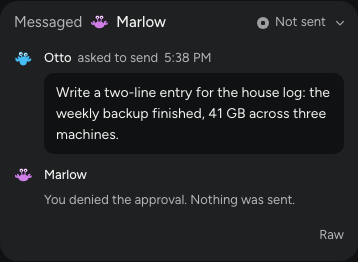 Messaged Marlow Not sent
Otto asked to send 5:38 PM
Write a two-line entry for the house log: the
weekly backup finished, 41 GB across three
machines.
Marlow
You denied the approval. Nothing was sent.
Raw